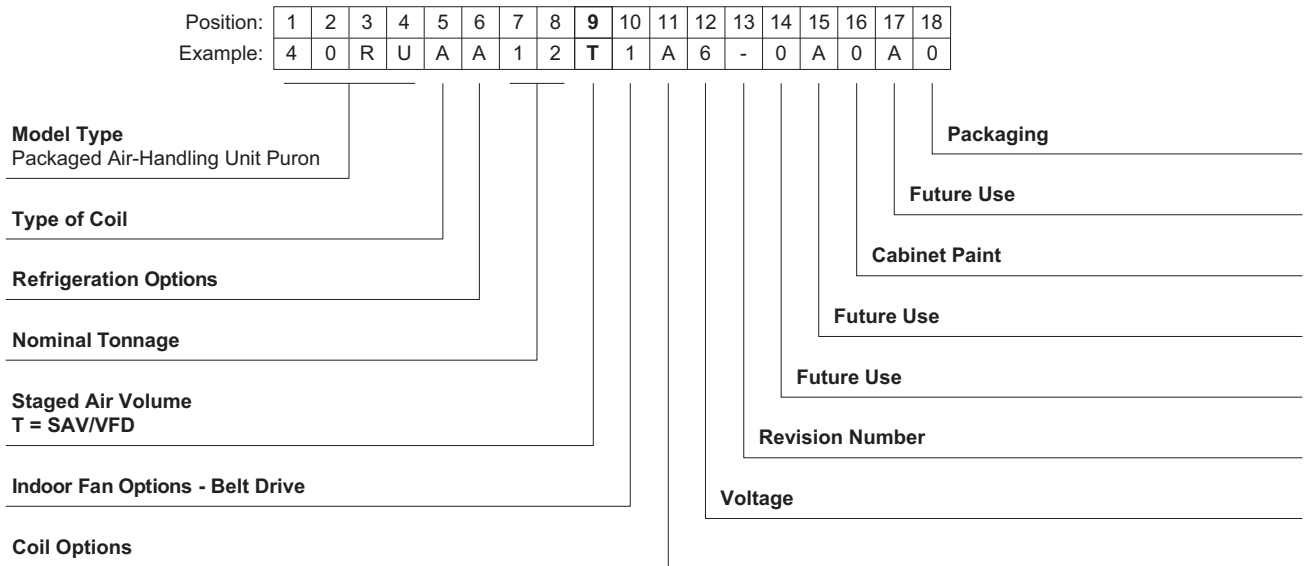 Position: 1 2 3 4 5 6 7 8 9 10 11 12 13 14 15 16 17 18
Example: 4 0 R U A A 1 2 T 1 A 6 - 0 A 0 A 0
Model Type
Packaged Air-Handling Unit Puron
Type of Coil
Refrigeration Options
Nominal Tonnage
Staged Air Volume
T = SAV/VFD
Indoor Fan Options - Belt Drive
Coil Options
Packaging
Future Use
Cabinet Paint
Future Use
Future Use
Revision Number
Voltage